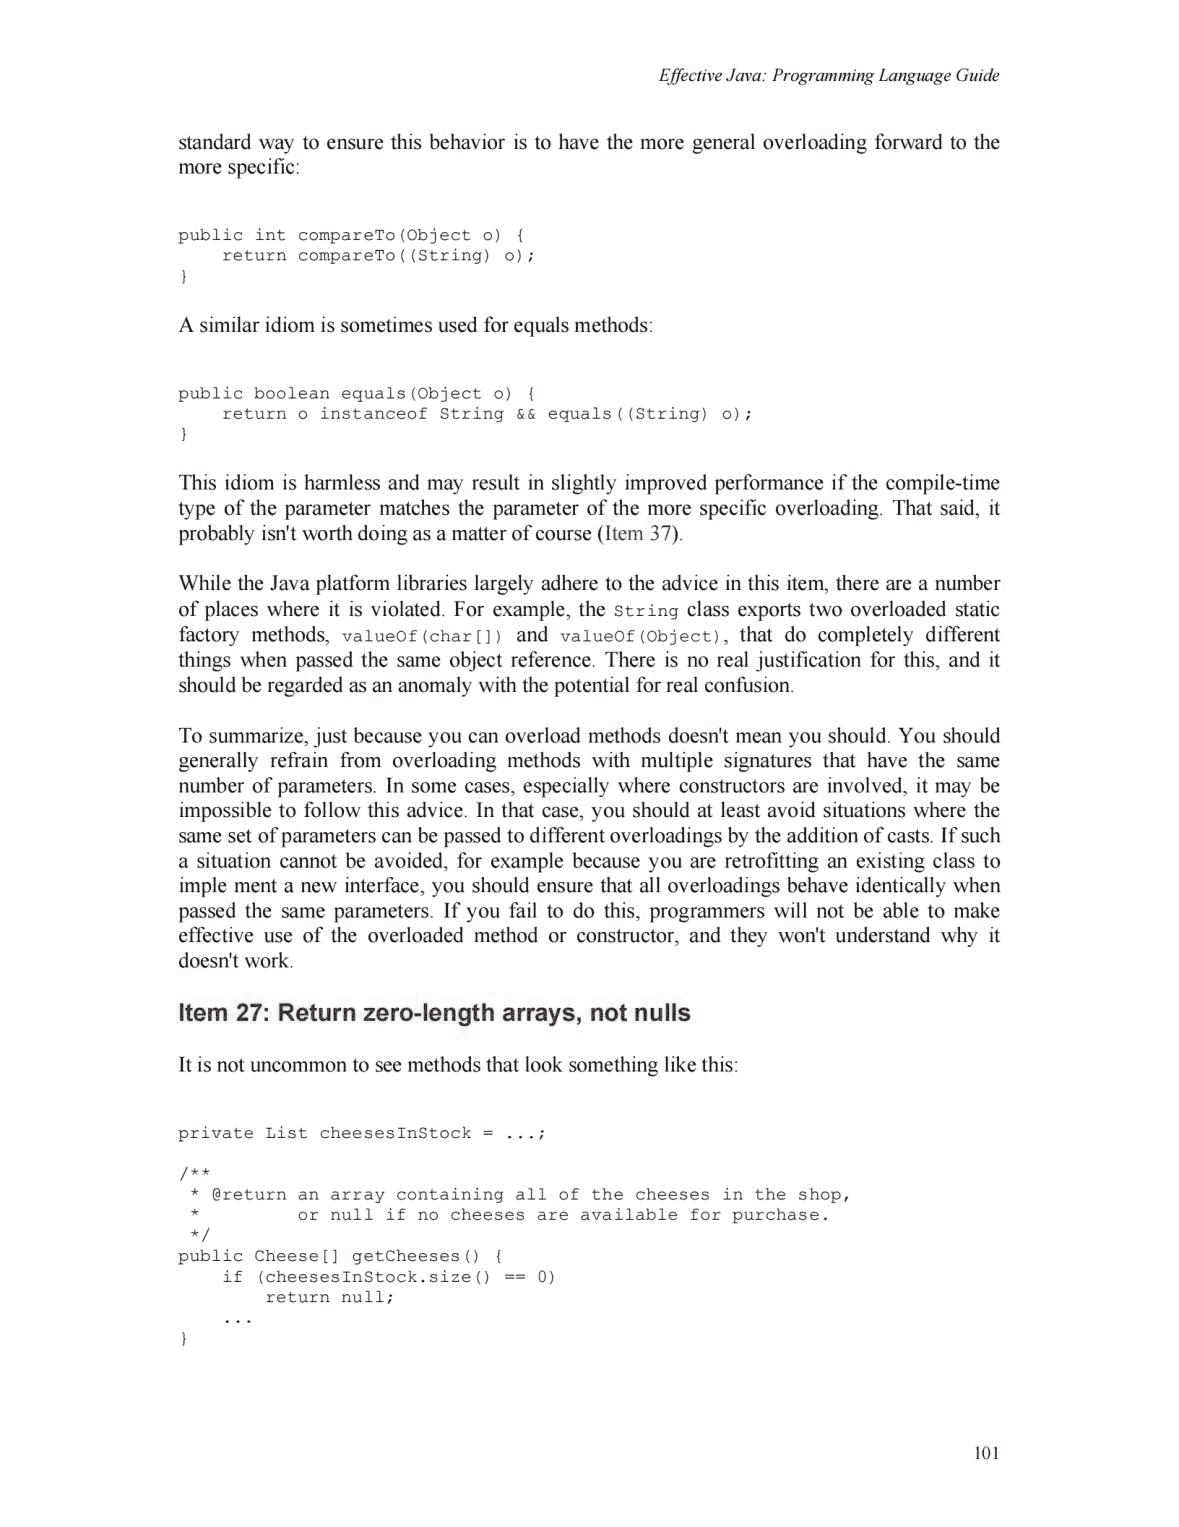 Effective Java: Programming Language Guide
standard way to ensure this behavior is to have the more general overloading forward to the
more specific:
public int compareTo(Object o) {
    return compareTo((String) o);
}
A similar idiom is sometimes used for equals methods:
public boolean equals(Object o) {
    return o instanceof String && equals((String) o);
}
This idiom is harmless and may result in slightly improved performance if the compile-time
type of the parameter matches the parameter of the more specific overloading. That said, it
probably isn't worth doing as a matter of course (Item 37).
While the Java platform libraries largely adhere to the advice in this item, there are a number
of places where it is violated. For example, the String class exports two overloaded static
factory methods, valueOf(char[]) and valueOf(Object), that do completely different
things when passed the same object reference. There is no real justification for this, and it
should be regarded as an anomaly with the potential for real confusion.
To summarize, just because you can overload methods doesn't mean you should. You should
generally refrain from overloading methods with multiple signatures that have the same
number of parameters. In some cases, especially where constructors are involved, it may be
impossible to follow this advice. In that case, you should at least avoid situations where the
same set of parameters can be passed to different overloadings by the addition of casts. If such
a situation cannot be avoided, for example because you are retrofitting an existing class to
imple ment a new interface, you should ensure that all overloadings behave identically when
passed the same parameters. If you fail to do this, programmers will not be able to make
effective use of the overloaded method or constructor, and they won't understand why it
doesn't work.
Item 27: Return zero-length arrays, not nulls
It is not uncommon to see methods that look something like this:
private List cheesesInStock = ...;
/**
 * @return an array containing all of the cheeses in the shop,
 *         or null if no cheeses are available for purchase.
 */
public Cheese[] getCheeses() {
    if (cheesesInStock.size() == 0)
        return null;
    ...
}
101